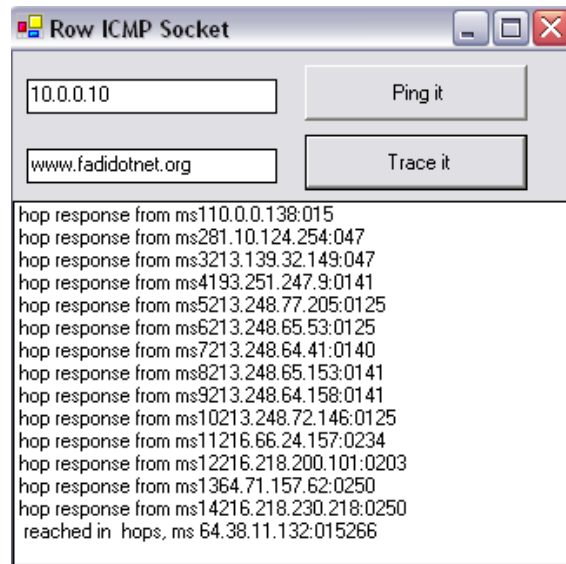 Row ICMP Socket
10.0.0.10
Ping it
www.fadidotnet.org
Trace it
hop response from ms110.0.0.138:015
hop response from ms281.10.124.254:047
hop response from ms3213.139.32.149:047
hop response from ms4193.251.247.9:0141
hop response from ms5213.248.77.205:0125
hop response from ms6213.248.65.53:0125
hop response from ms7213.248.64.41:0140
hop response from ms8213.248.65.153:0141
hop response from ms9213.248.64.158:0141
hop response from ms10213.248.72.146:0125
hop response from ms11216.66.24.157:0234
hop response from ms12216.218.200.101:0203
hop response from ms1364.71.157.62:0250
hop response from ms14216.218.230.218:0250
reached in  hops, ms 64.38.11.132:015266